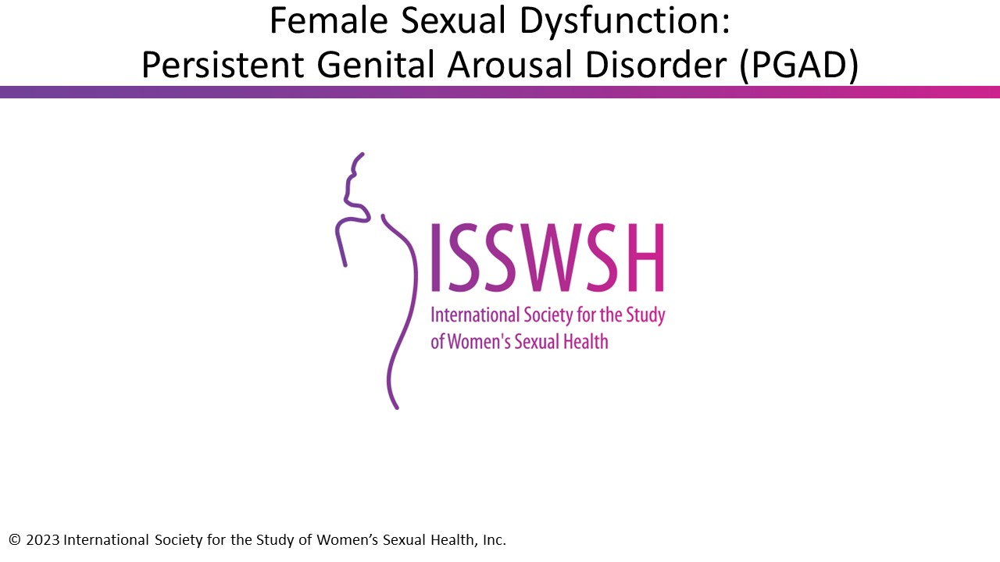 Female Sexual Dysfunction:
Persistent Genital Arousal Disorder (PGAD)
ISSWSH
International Society for the Study
of Women's Sexual Health
© 2023 International Society for the Study of Women’s Sexual Health, Inc.